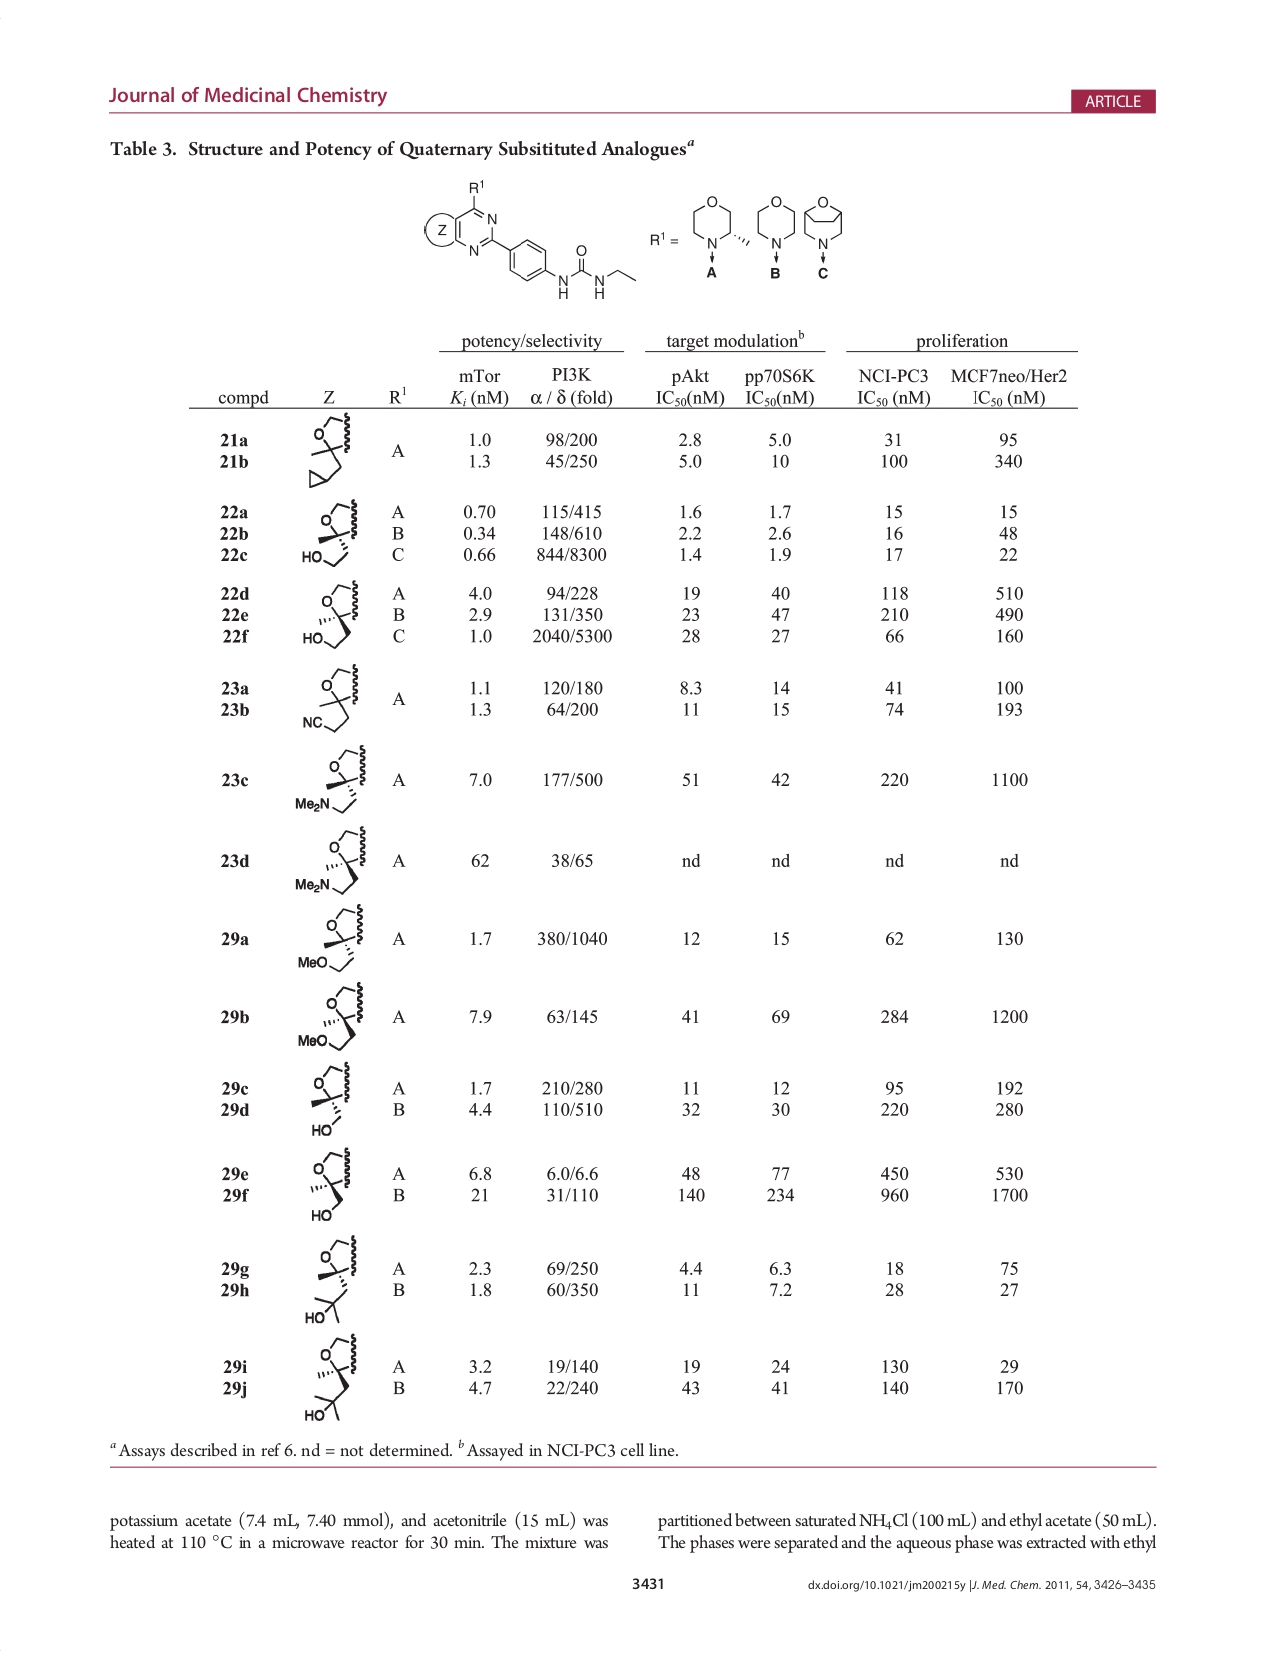 Journal of Medicinal Chemistry
ARTICLE
Table 3. Structure and Potency of Quaternary Subsitituted Analogues^a
R1
Z
N
N
O
N
H
N
H
R1 =
O
N
A
O
N
B
O
N
C
potency/selectivity target modulation^b proliferation
mTor PI3K pAkt pp70S6K NCI-PC3 MCF7neo/Her2
compd Z R1 Ki (nM) α / δ (fold) IC50(nM) IC50(nM) IC50 (nM) IC50 (nM)
O
21a 1.0 98/200 2.8 5.0 31 95
A
21b 1.3 45/250 5.0 10 100 340
22a A 0.70 115/415 1.6 1.7 15 15
O
22b B 0.34 148/610 2.2 2.6 16 48
22c HO C 0.66 844/8300 1.4 1.9 17 22
22d A 4.0 94/228 19 40 118 510
O
22e B 2.9 131/350 23 47 210 490
22f HO C 1.0 2040/5300 28 27 66 160
O
23a 1.1 120/180 8.3 14 41 100
A
23b 1.3 64/200 11 15 74 193
NC
O
23c A 7.0 177/500 51 42 220 1100
Me2N
O
23d A 62 38/65 nd nd nd nd
Me2N
O
29a A 1.7 380/1040 12 15 62 130
MeO
O
29b A 7.9 63/145 41 69 284 1200
MeO
O
29c A 1.7 210/280 11 12 95 192
29d B 4.4 110/510 32 30 220 280
HO
O
29e A 6.8 6.0/6.6 48 77 450 530
29f B 21 31/110 140 234 960 1700
HO
O
29g A 2.3 69/250 4.4 6.3 18 75
29h B 1.8 60/350 11 7.2 28 27
HO
O
29i A 3.2 19/140 19 24 130 29
29j B 4.7 22/240 43 41 140 170
HO
^a Assays described in ref 6. nd = not determined. ^b Assayed in NCI-PC3 cell line.
potassium acetate (7.4 mL, 7.40 mmol), and acetonitrile (15 mL) was
heated at 110 °C in a microwave reactor for 30 min. The mixture was
partitioned between saturated NH4Cl (100 mL) and ethyl acetate (50 mL).
The phases were separated and the aqueous phase was extracted with ethyl
3431
dx.doi.org/10.1021/jm200215y |J. Med. Chem. 2011, 54, 3426–3435